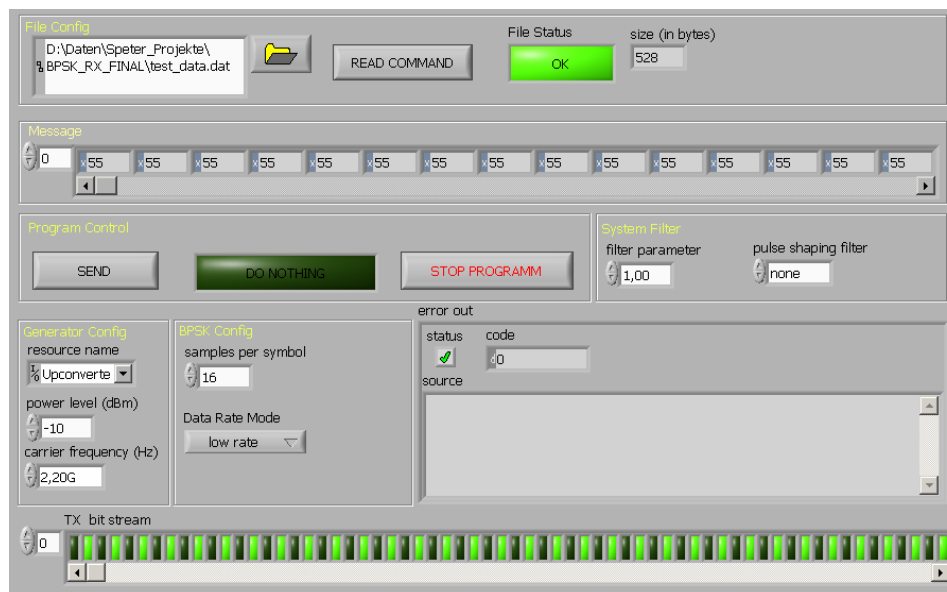 File Config
D:\Daten\Speter_Projekte\
BPSK_RX_FINAL\test_data.dat
READ COMMAND
File Status
OK
size (in bytes)
528
Message
0
x55 x55 x55 x55 x55 x55 x55 x55 x55 x55 x55 x55 x55 x55 x55
Program Control
SEND
DO NOTHING
STOP PROGRAMM
System Filter
filter parameter
1,00
pulse shaping filter
none
Generator Config
resource name
Upconverte
power level (dBm)
-10
carrier frequency (Hz)
2,20G
BPSK Config
samples per symbol
16
Data Rate Mode
low rate
error out
status
code
d0
source
TX bit stream
0